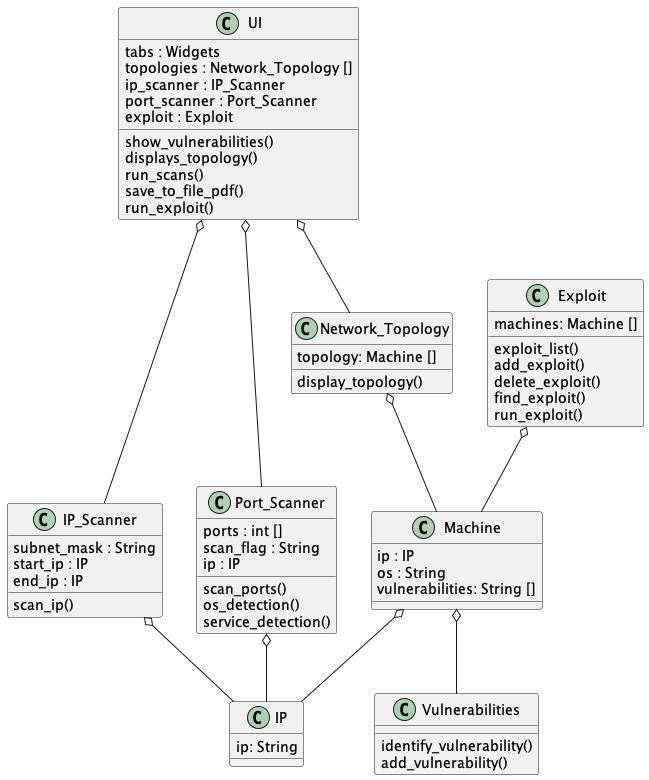 C UI
tabs : Widgets
topologies : Network_Topology []
ip_scanner : IP_Scanner
port_scanner : Port_Scanner
exploit : Exploit
show_vulnerabilities()
displays_topology()
run_scans()
save_to_file_pdf()
run_exploit()
C Exploit
machines: Machine []
exploit_list()
add_exploit()
delete_exploit()
find_exploit()
run_exploit()
C Network_Topology
topology: Machine []
display_topology()
C IP_Scanner
subnet_mask : String
start_ip : IP
end_ip : IP
scan_ip()
C Port_Scanner
ports : int []
scan_flag : String
ip : IP
scan_ports()
os_detection()
service_detection()
C Machine
ip : IP
os : String
vulnerabilities: String []
C IP
ip: String
C Vulnerabilities
identify_vulnerability()
add_vulnerability()